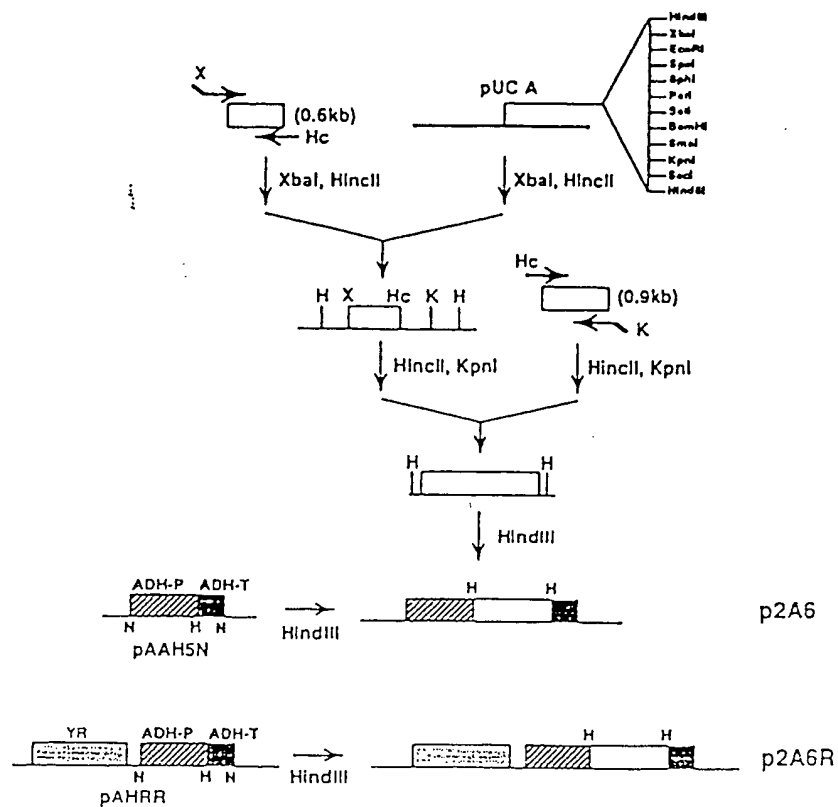 HindIII
XbaI
EcoRI
SpeI
SphI
PstI
SalI
BamHI
SmaI
KpnI
SacI
HindIII
X
pUC A
(0.6kb)
Hc
XbaI, HincII
XbaI, HincII
H X Hc K H
Hc
(0.9kb)
K
HincII, KpnI
HincII, KpnI
H H
HindIII
ADH-P ADH-T
H H
N H N
HindIII
p2A6
pAAH5N
YR ADH-P ADH-T
H H
H H N
HindIII
p2A6R
pAHRR